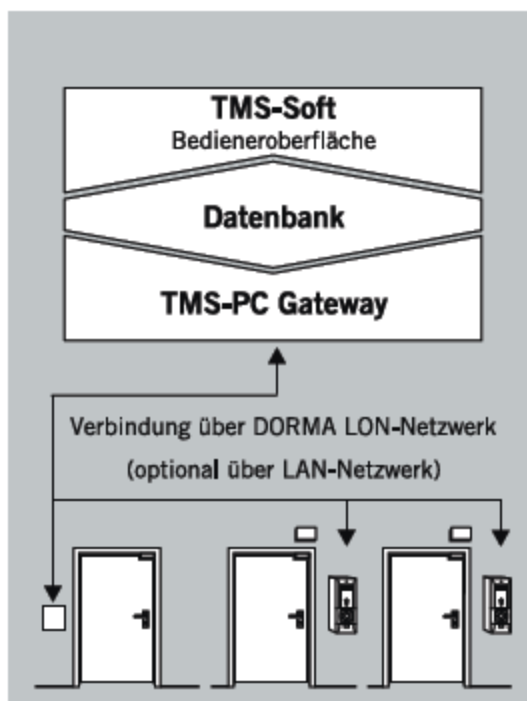 TMS-Soft
Bedieneroberfläche
Datenbank
TMS-PC Gateway
Verbindung über DORMA LON-Netzwerk
(optional über LAN-Netzwerk)